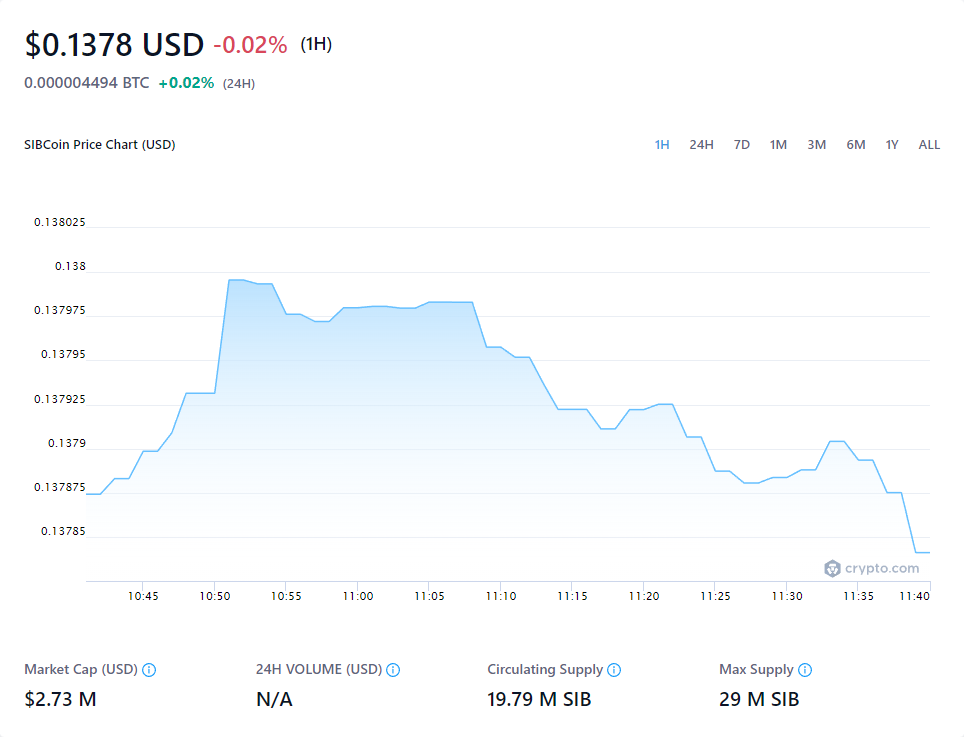 $0.1378 USD -0.02% (1H)
0.000004494 BTC +0.02% (24H)
SIBCoin Price Chart (USD) 1H 24H 7D 1M 3M 6M 1Y ALL
0.138025
0.138
0.137975
0.13795
0.137925
0.1379
0.137875
0.13785
crypto.com
10:45 10:50 10:55 11:00 11:05 11:10 11:15 11:20 11:25 11:30 11:35 11:40
Market Cap (USD) 24H VOLUME (USD) Circulating Supply Max Supply
$2.73 M N/A 19.79 M SIB 29 M SIB